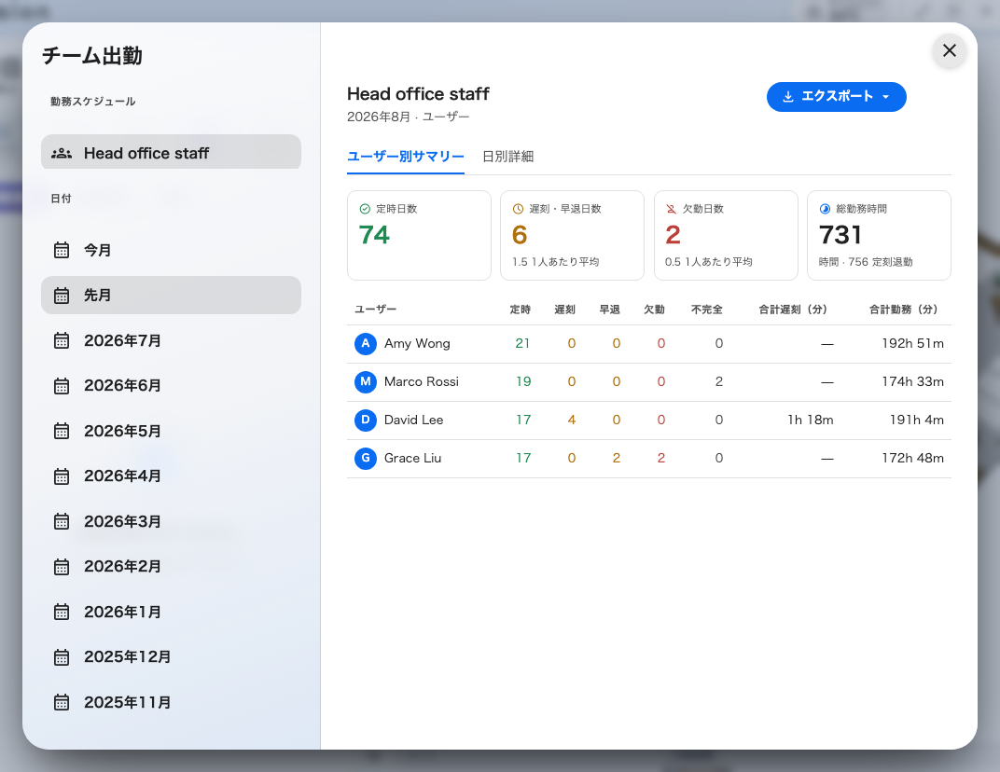 チーム出勤
勤務スケジュール
Head office staff
日付
今月
先月
2026年7月
2026年6月
2026年5月
2026年4月
2026年3月
2026年2月
2026年1月
2025年12月
2025年11月
Head office staff
2026年8月 · ユーザー
エクスポート
ユーザー別サマリー 日別詳細
定時日数
74
遅刻・早退日数
6
1.5 1人あたり平均
欠勤日数
2
0.5 1人あたり平均
総勤務時間
731
時間 · 756 定刻退勤
ユーザー 定時 遅刻 早退 欠勤 不完全 合計遅刻（分） 合計勤務（分）
A Amy Wong 21 0 0 0 0 — 192h 51m
M Marco Rossi 19 0 0 0 2 — 174h 33m
D David Lee 17 4 0 0 0 1h 18m 191h 4m
G Grace Liu 17 0 2 2 0 — 172h 48m